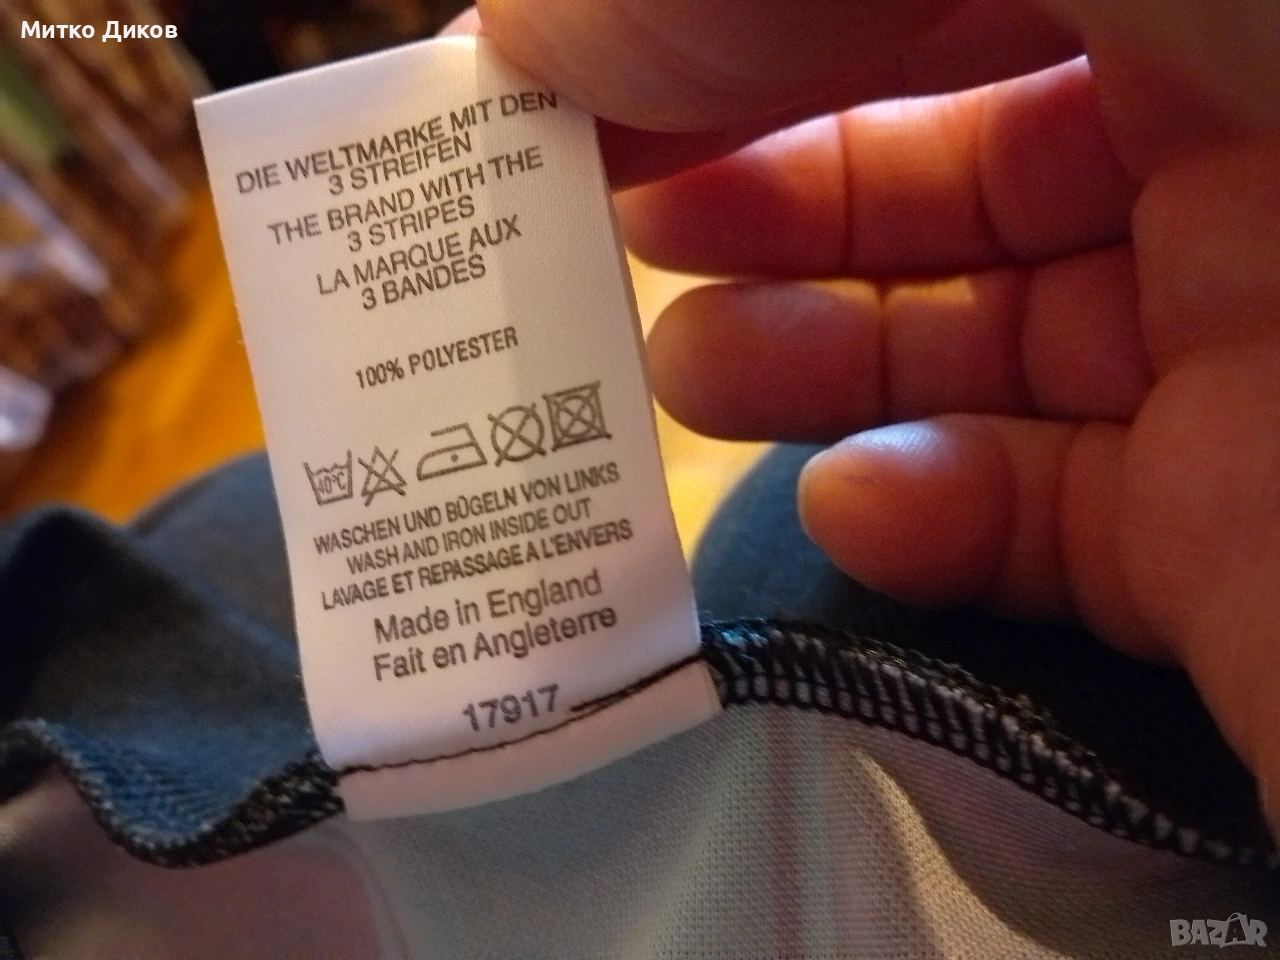 Митко Диков
DIE WELTMARKE MIT DEN
3 STREIFEN
THE BRAND WITH THE
3 STRIPES
LA MARQUE AUX
3 BANDES
100% POLYESTER
40°C
WASCHEN UND BÜGELN VON LINKS
WASH AND IRON INSIDE OUT
LAVAGE ET REPASSAGE A L'ENVERS
Made in England
Fait en Angleterre
17917
BAZAR